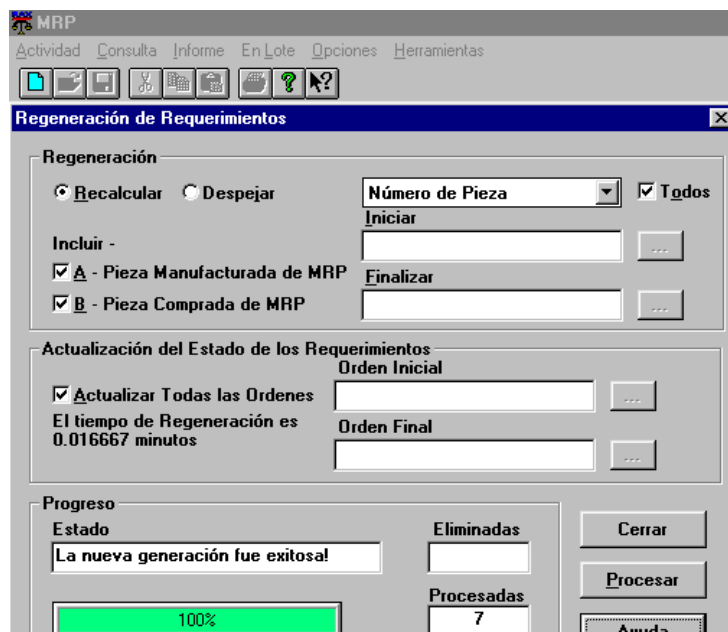 MRP
Actividad Consulta Informe En Lote Opciones Herramientas
Regeneración de Requerimientos
Regeneración
Recalcular Despejar Número de Pieza Todos
Iniciar
Incluir -
...
A - Pieza Manufacturada de MRP
Finalizar
B - Pieza Comprada de MRP
...
Actualización del Estado de los Requerimientos
Orden Inicial
Actualizar Todas las Ordenes
...
El tiempo de Regeneración es
0.016667 minutos
Orden Final
...
Progreso
Estado Eliminadas Cerrar
La nueva generación fue exitosa!
Procesar
Procesadas
100% 7
Ayuda